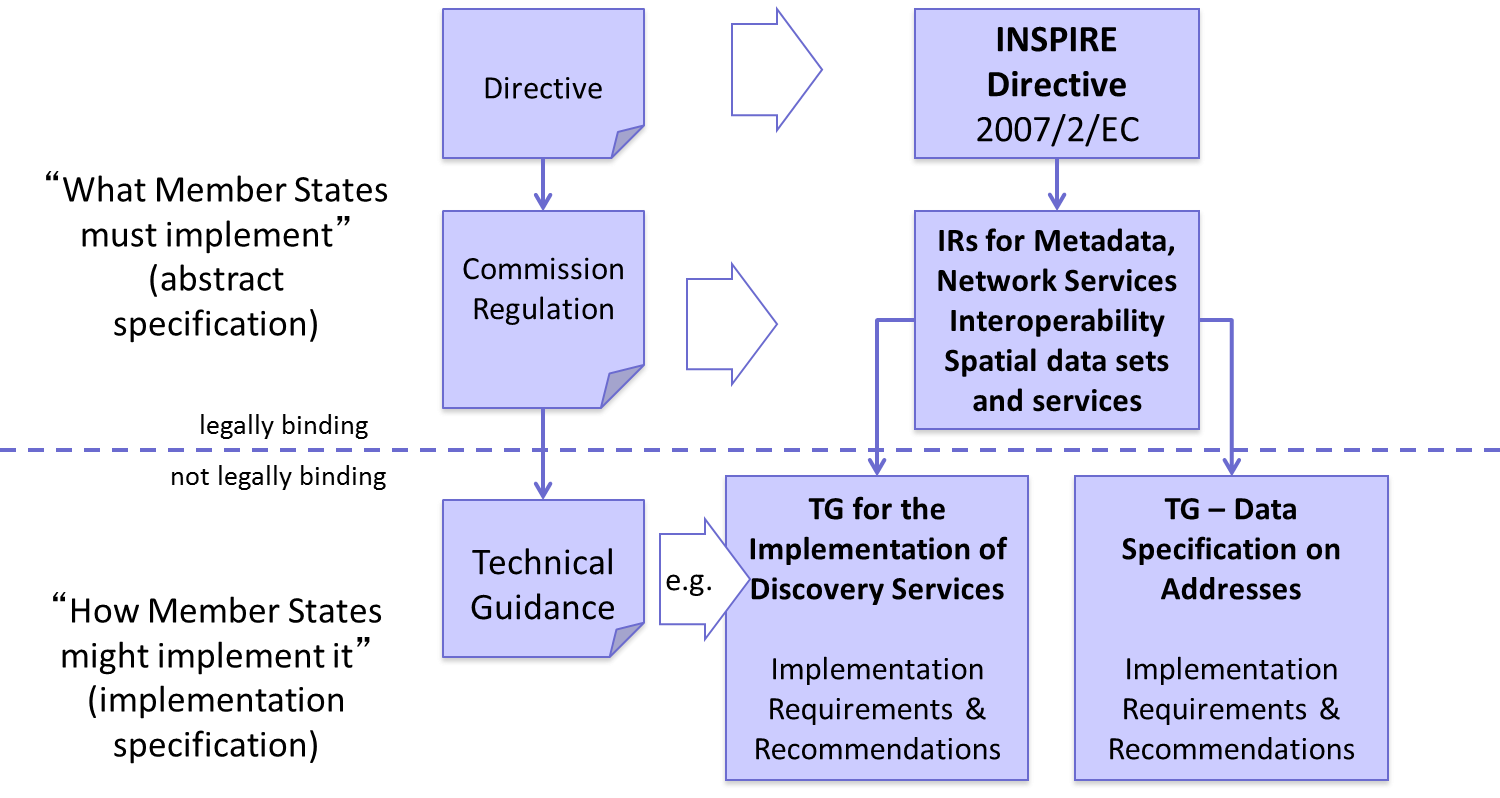 Directive
INSPIRE
Directive
2007/2/EC
“What Member States
must implement”
(abstract
specification)
Commission
Regulation
IRs for Metadata,
Network Services
Interoperability
Spatial data sets
and services
legally binding
not legally binding
“How Member States
might implement it”
(implementation
specification)
Technical
Guidance
e.g.
TG for the
Implementation of
Discovery Services
Implementation
Requirements &
Recommendations
TG – Data
Specification on
Addresses
Implementation
Requirements &
Recommendations